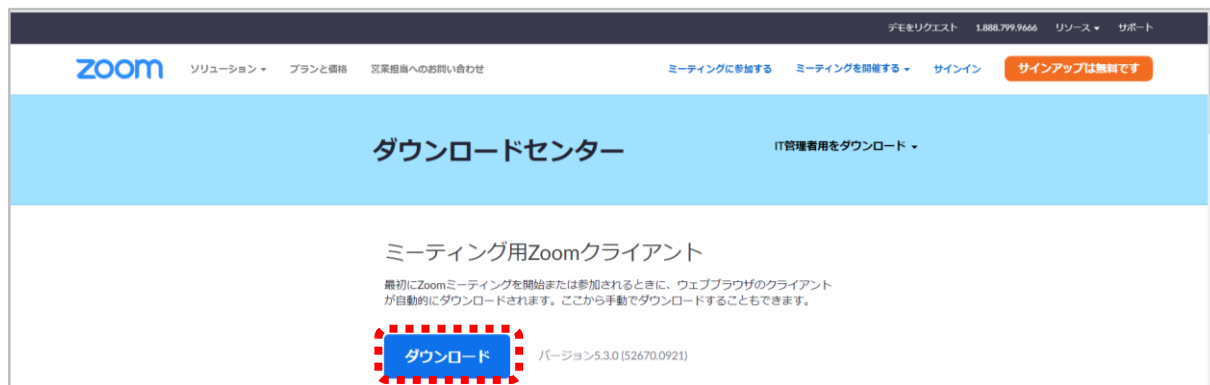 デモをリクエスト 1.888.799.9666 リソース サポート
zoom ソリューション プランと価格 営業担当へのお問い合わせ ミーティングに参加する ミーティングを開催する サインイン サインアップは無料です
ダウンロードセンター IT管理者用をダウンロード
ミーティング用Zoomクライアント
最初にZoomミーティングを開始または参加されるときに、ウェブブラウザのクライアント
が自動的にダウンロードされます。ここから手動でダウンロードすることもできます。
ダウンロード バージョン5.3.0 (52670.0921)